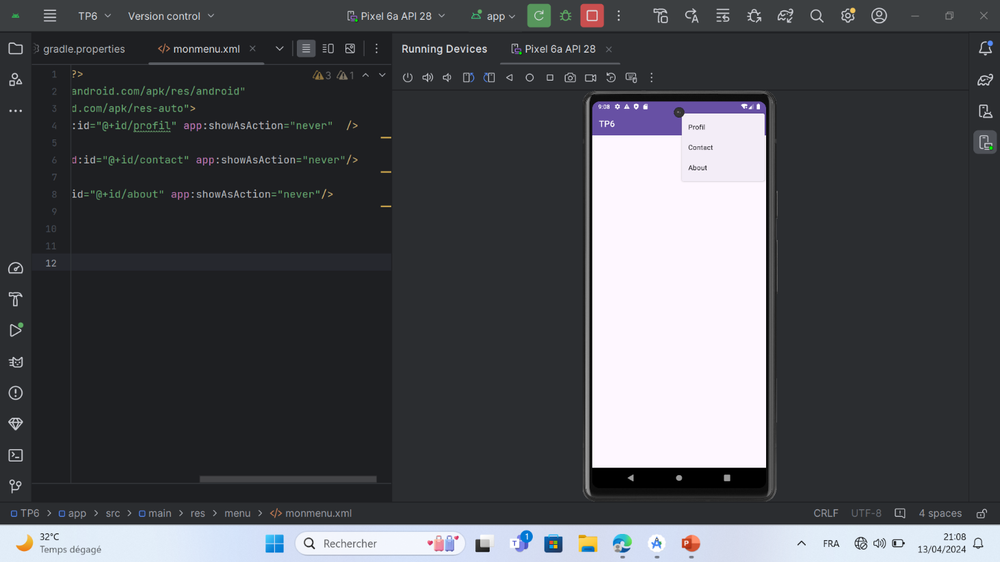 TP6
Version control
Pixel 6a API 28
app
gradle.properties
</> monmenu.xml
Running Devices
Pixel 6a API 28
3
1
1 ?>
2 android.com/apk/res/android"
3 d.com/apk/res-auto">
4 :id="@+id/profil" app:showAsAction="never" />
5
6 d:id="@+id/contact" app:showAsAction="never"/>
7
8 id="@+id/about" app:showAsAction="never"/>
9
10
11
12
9:08
TP6
Profil
Contact
About
TP6 > app > src > main > res > menu > </> monmenu.xml
CRLF
UTF-8
4 spaces
32°C
Temps dégagé
Rechercher
1
FRA
21:08
13/04/2024